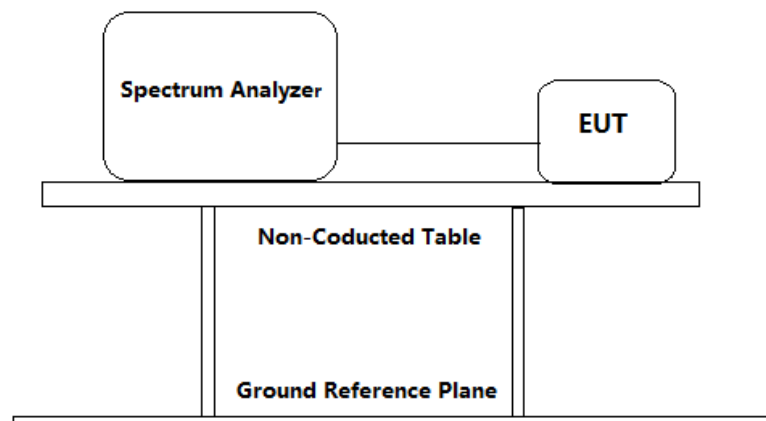 Spectrum Analyzer
EUT
Non-Coducted Table
Ground Reference Plane